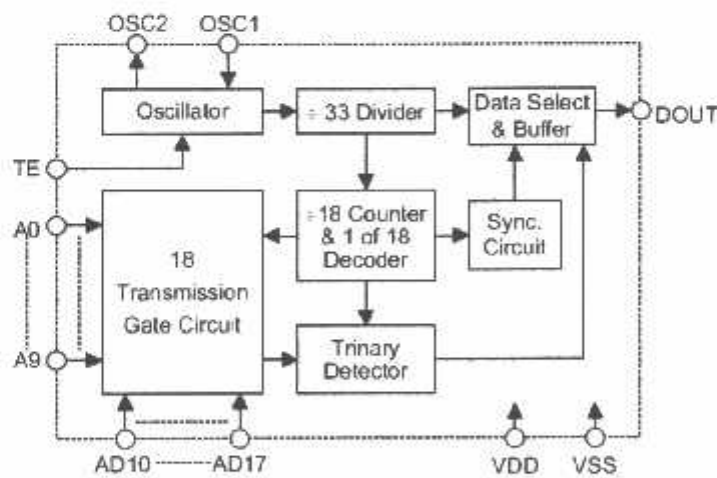 OSC2 OSC1
Oscillator
÷ 33 Divider
Data Select
& Buffer
DOUT
TE
A0
÷18 Counter
& 1 of 18
Decoder
Sync.
Circuit
18
Transmission
Gate Circuit
A9
Trinary
Detector
AD10 AD17 VDD VSS